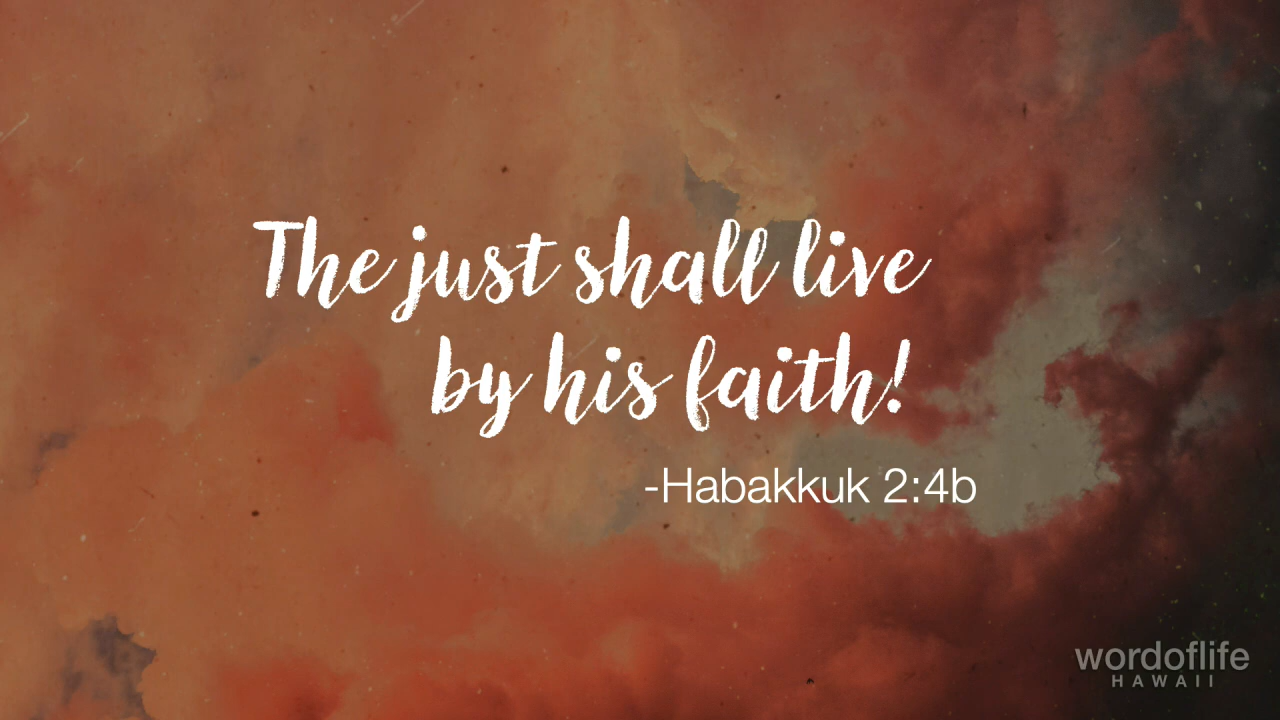 The just shall live
by his faith!
-Habakkuk 2:4b
wordoflife
HAWAII